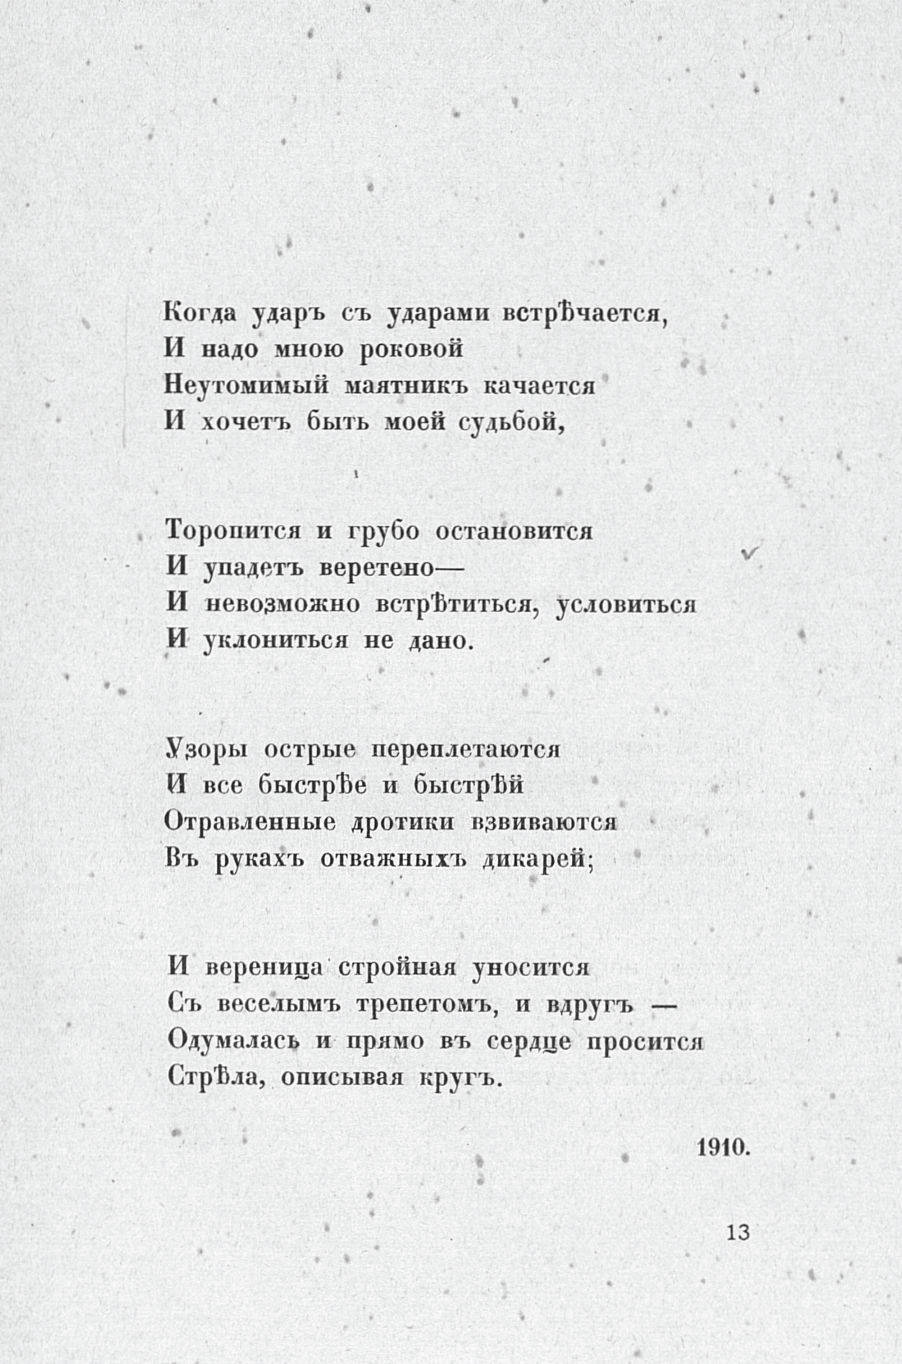 Когда ударъ съ ударами встрѣчается,
И надо мною роковой
Неутомимый маятникъ качается
И хочетъ быть моей судьбой,
Торопится и грубо остановится
И упадетъ веретено—
И невозможно встрѣтиться, условиться
И уклониться не дано.
Узоры острые переплетаются
И все быстрѣе и быстрѣй
Отравленные дротики взвиваются
Въ рукахъ отважныхъ дикарей;
И вереница стройная уносится
Съ веселымъ трепетомъ, и вдругъ —
Одумалась и прямо въ сердце просится
Стрѣла, описывая кругъ.
1910.
13